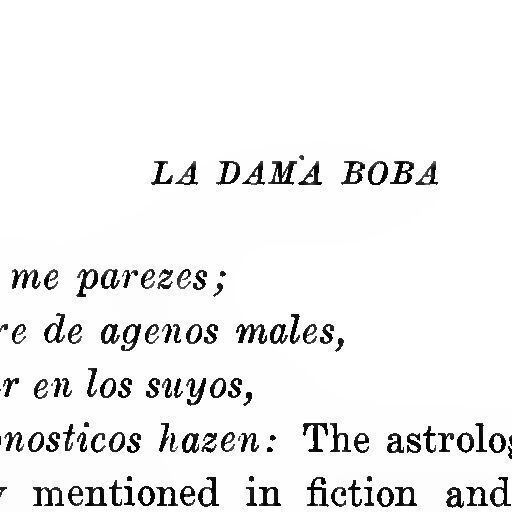 LA DAMA BOBA
me parezes;
re de agenos males,
r en los suyos,
nosticos hazen: The astrolo
mentioned in fiction and